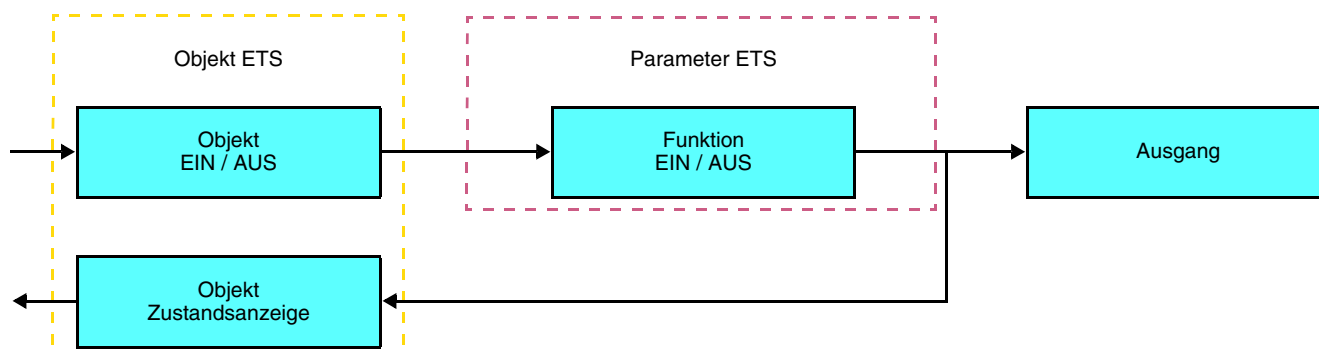 Objekt ETS
Parameter ETS
Objekt
EIN / AUS
Funktion
EIN / AUS
Ausgang
Objekt
Zustandsanzeige